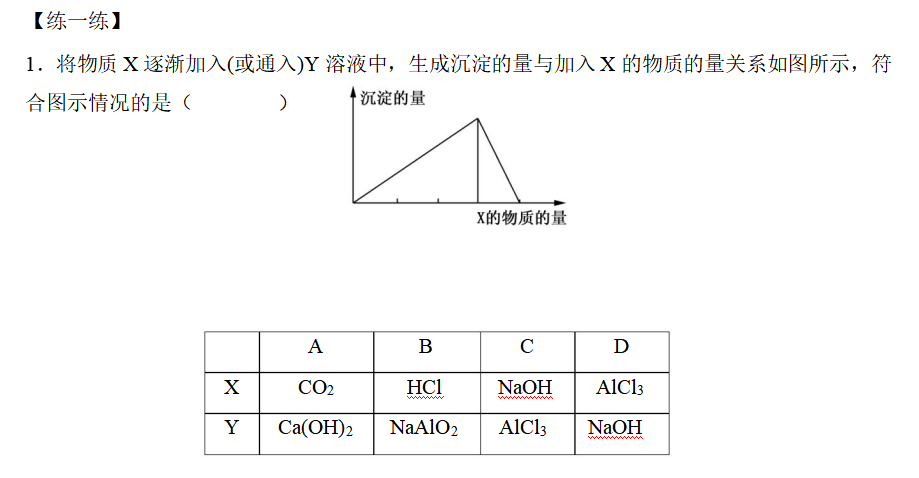 【练一练】
1．将物质 X 逐渐加入(或通入)Y 溶液中，生成沉淀的量与加入 X 的物质的量关系如图所示，符
合图示情况的是（ ）
沉淀的量
X的物质的量
A B C D
X CO₂ HCl NaOH AlCl₃
Y Ca(OH)₂ NaAlO₂ AlCl₃ NaOH